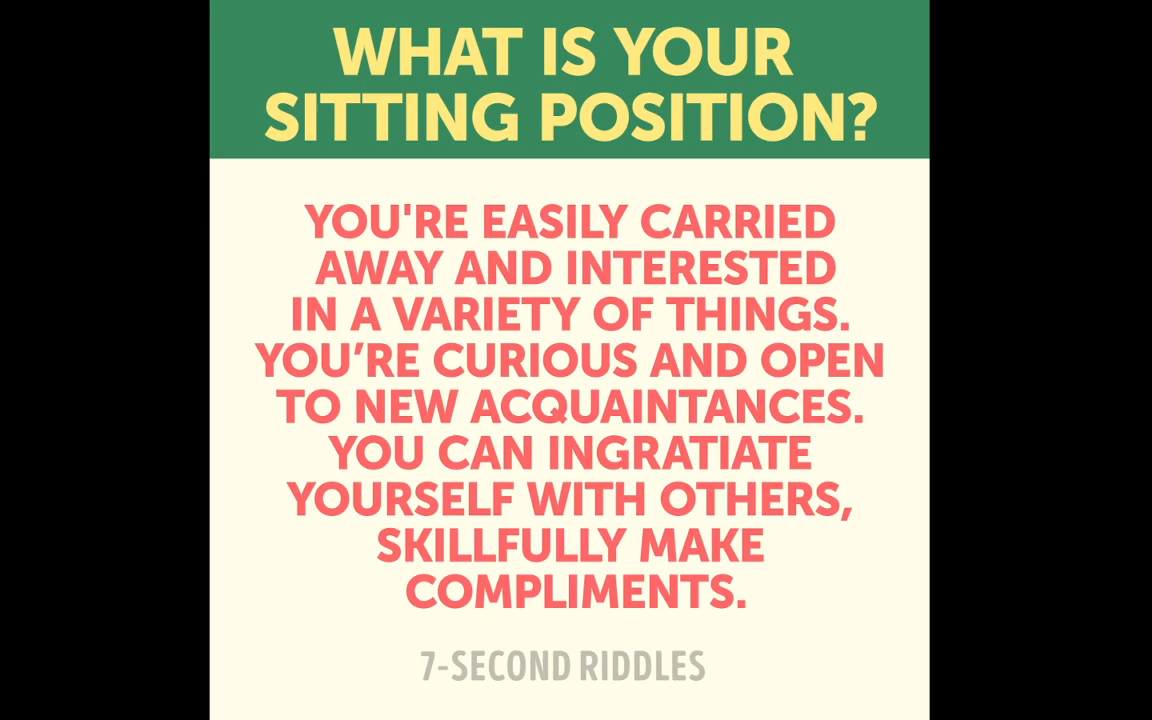 WHAT IS YOUR
SITTING POSITION?
YOU'RE EASILY CARRIED
AWAY AND INTERESTED
IN A VARIETY OF THINGS.
YOU’RE CURIOUS AND OPEN
TO NEW ACQUAINTANCES.
YOU CAN INGRATIATE
YOURSELF WITH OTHERS,
SKILLFULLY MAKE
COMPLIMENTS.
7-SECOND RIDDLES